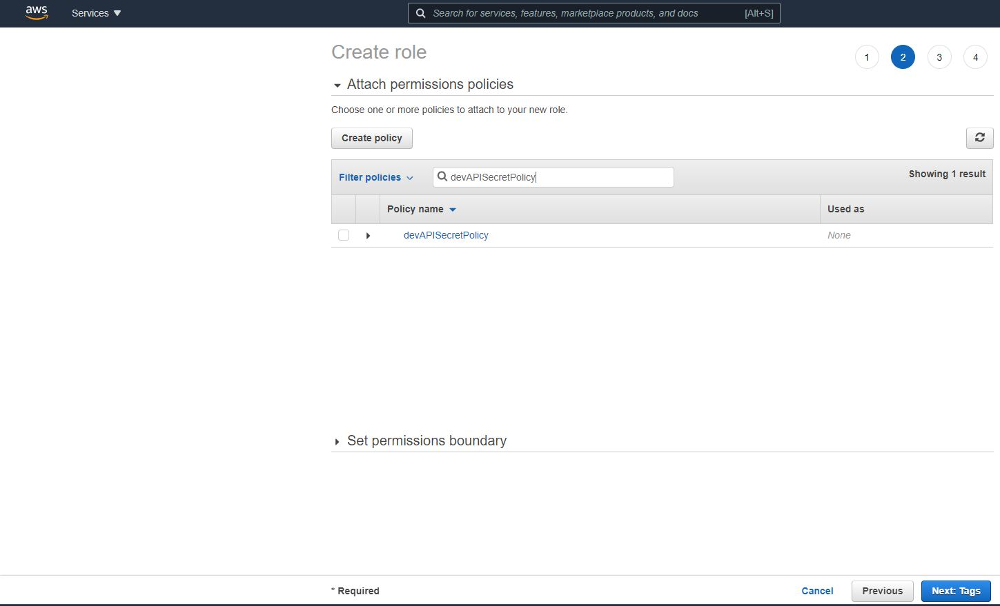 aws Services Search for services, features, marketplace products, and docs [Alt+S]
Create role
1 2 3 4
Attach permissions policies
Choose one or more policies to attach to your new role.
Create policy
Filter policies devAPISecretPolicy Showing 1 result
Policy name Used as
devAPISecretPolicy None
Set permissions boundary
* Required Cancel Previous Next: Tags